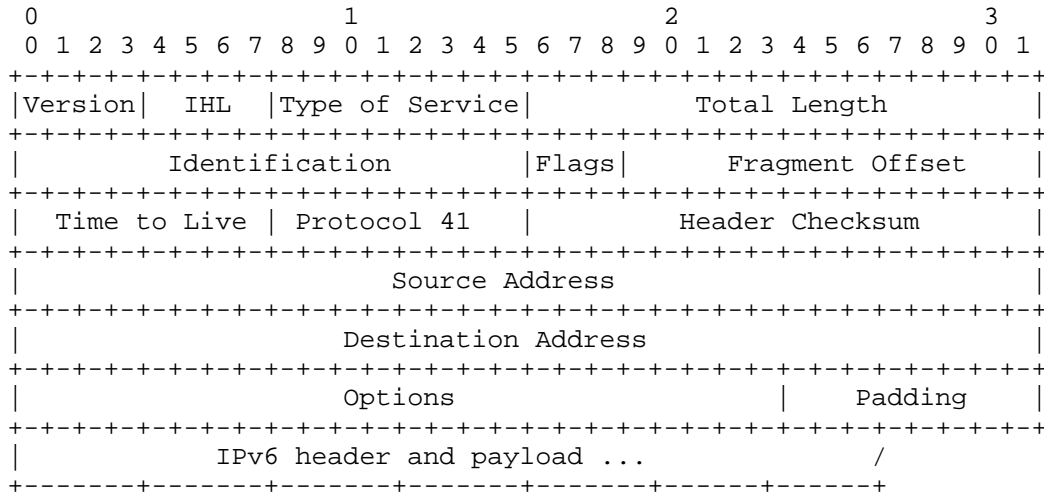 0                   1                   2                   3
0 1 2 3 4 5 6 7 8 9 0 1 2 3 4 5 6 7 8 9 0 1 2 3 4 5 6 7 8 9 0 1
+-+-+-+-+-+-+-+-+-+-+-+-+-+-+-+-+-+-+-+-+-+-+-+-+-+-+-+-+-+-+-+-+
|Version|  IHL  |Type of Service|          Total Length         |
+-+-+-+-+-+-+-+-+-+-+-+-+-+-+-+-+-+-+-+-+-+-+-+-+-+-+-+-+-+-+-+-+
|         Identification        |Flags|      Fragment Offset    |
+-+-+-+-+-+-+-+-+-+-+-+-+-+-+-+-+-+-+-+-+-+-+-+-+-+-+-+-+-+-+-+-+
|  Time to Live | Protocol 41   |         Header Checksum       |
+-+-+-+-+-+-+-+-+-+-+-+-+-+-+-+-+-+-+-+-+-+-+-+-+-+-+-+-+-+-+-+-+
|                       Source Address                          |
+-+-+-+-+-+-+-+-+-+-+-+-+-+-+-+-+-+-+-+-+-+-+-+-+-+-+-+-+-+-+-+-+
|                    Destination Address                        |
+-+-+-+-+-+-+-+-+-+-+-+-+-+-+-+-+-+-+-+-+-+-+-+-+-+-+-+-+-+-+-+-+
|                    Options                    |    Padding    |
+-+-+-+-+-+-+-+-+-+-+-+-+-+-+-+-+-+-+-+-+-+-+-+-+-+-+-+-+-+-+-+-+
|            IPv6 header and payload ...              /
+-------+-------+-------+-------+-------+------+------+